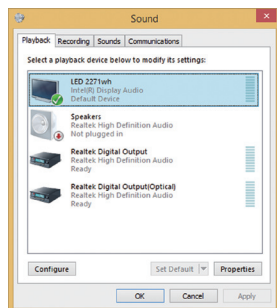 Sound
Playback Recording Sounds Communications
Select a playback device below to modify its settings:
LED 2271wh
Intel(R) Display Audio
Default Device
Speakers
Realtek High Definition Audio
Not plugged in
Realtek Digital Output
Realtek High Definition Audio
Ready
Realtek Digital Output(Optical)
Realtek High Definition Audio
Ready
Configure Set Default Properties
OK Cancel Apply